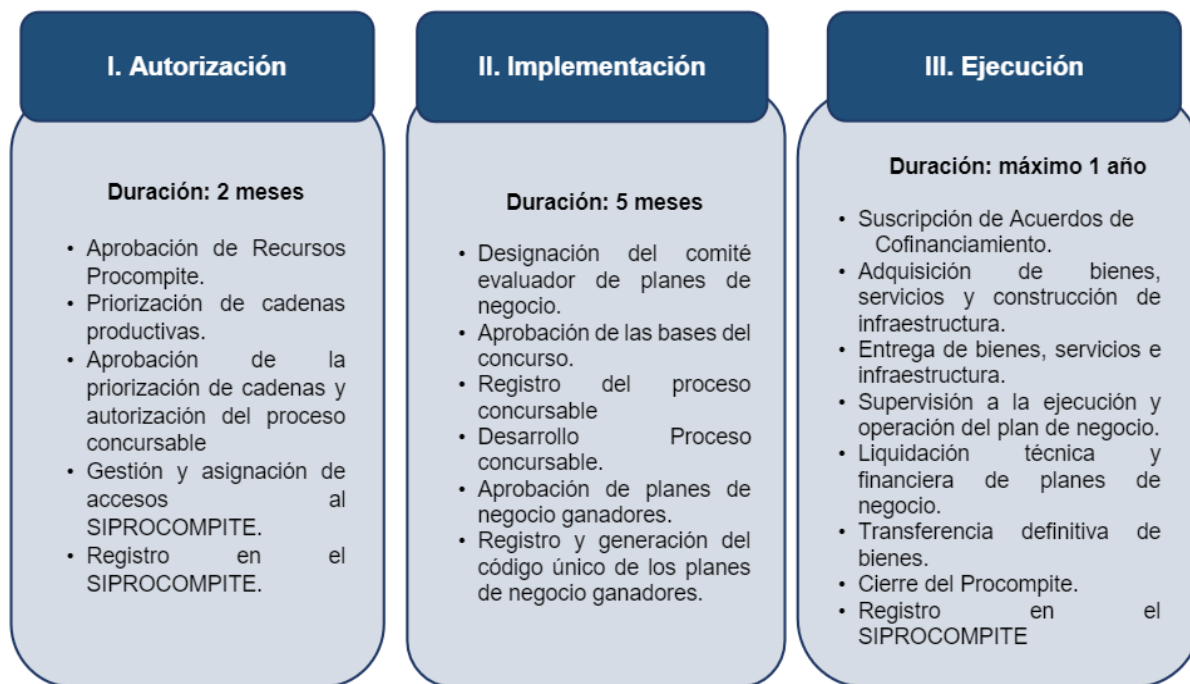 I. Autorización
Duración: 2 meses
• Aprobación de Recursos
Procompite.
• Priorización de cadenas
productivas.
• Aprobación de la
priorización de cadenas y
autorización del proceso
concursable
• Gestión y asignación de
accesos al
SIPROCOMPITE.
• Registro en el
SIPROCOMPITE.
II. Implementación
Duración: 5 meses
• Designación del comité
evaluador de planes de
negocio.
• Aprobación de las bases del
concurso.
• Registro del proceso
concursable
• Desarrollo Proceso
concursable.
• Aprobación de planes de
negocio ganadores.
• Registro y generación del
código único de los planes
de negocio ganadores.
III. Ejecución
Duración: máximo 1 año
• Suscripción de Acuerdos de
Cofinanciamiento.
• Adquisición de bienes,
servicios y construcción de
infraestructura.
• Entrega de bienes, servicios e
infraestructura.
• Supervisión a la ejecución y
operación del plan de negocio.
• Liquidación técnica y
financiera de planes de
negocio.
• Transferencia definitiva de
bienes.
• Cierre del Procompite.
• Registro en el
SIPROCOMPITE